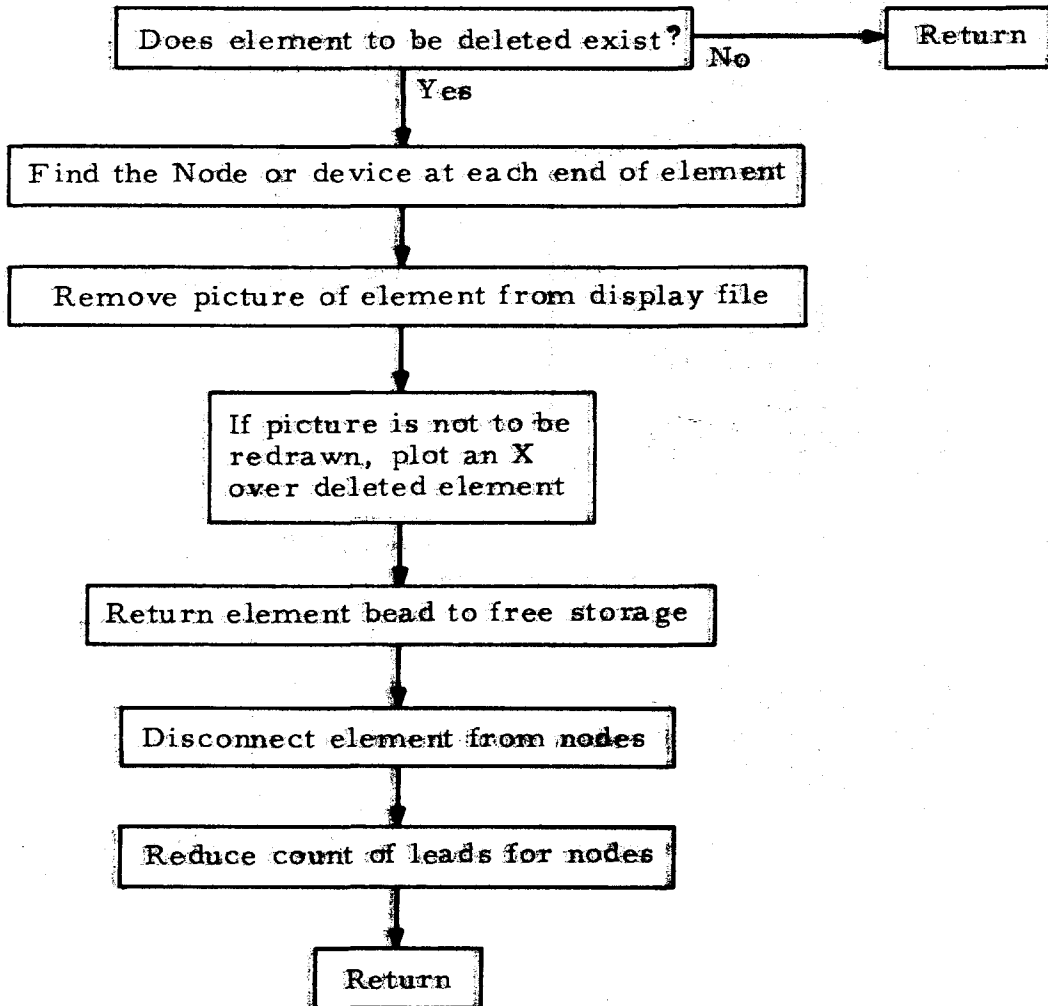 Does element to be deleted exist?
No
Return
Yes
Find the Node or device at each end of element
Remove picture of element from display file
If picture is not to be
redrawn, plot an X
over deleted element
Return element bead to free storage
Disconnect element from nodes
Reduce count of leads for nodes
Return